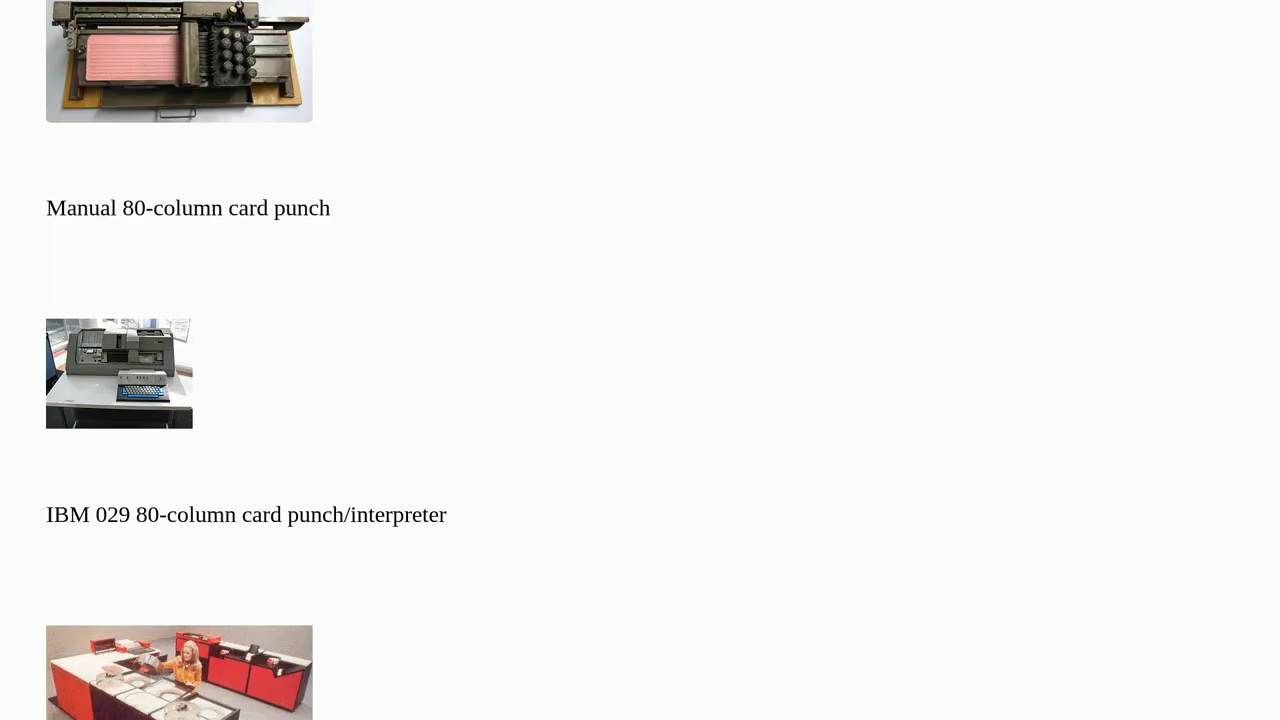 Manual 80-column card punch
IBM 029 80-column card punch/interpreter